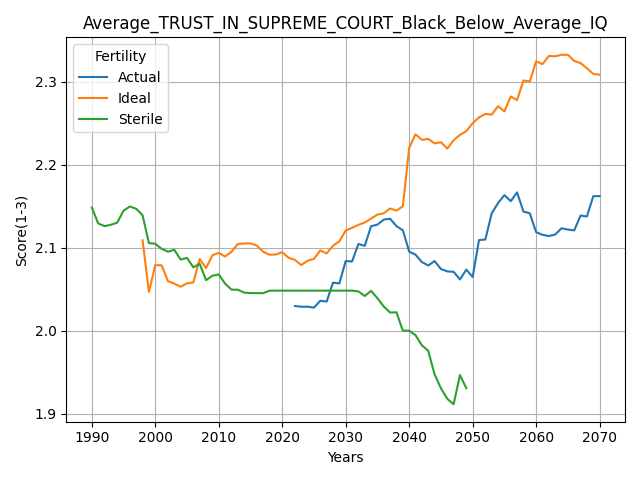 Average_TRUST_IN_SUPREME_COURT_Black_Below_Average_IQ
Fertility
Actual
Ideal
Sterile
Score(1-3)
2.3
2.2
2.1
2.0
1.9
1990 2000 2010 2020 2030 2040 2050 2060 2070
Years